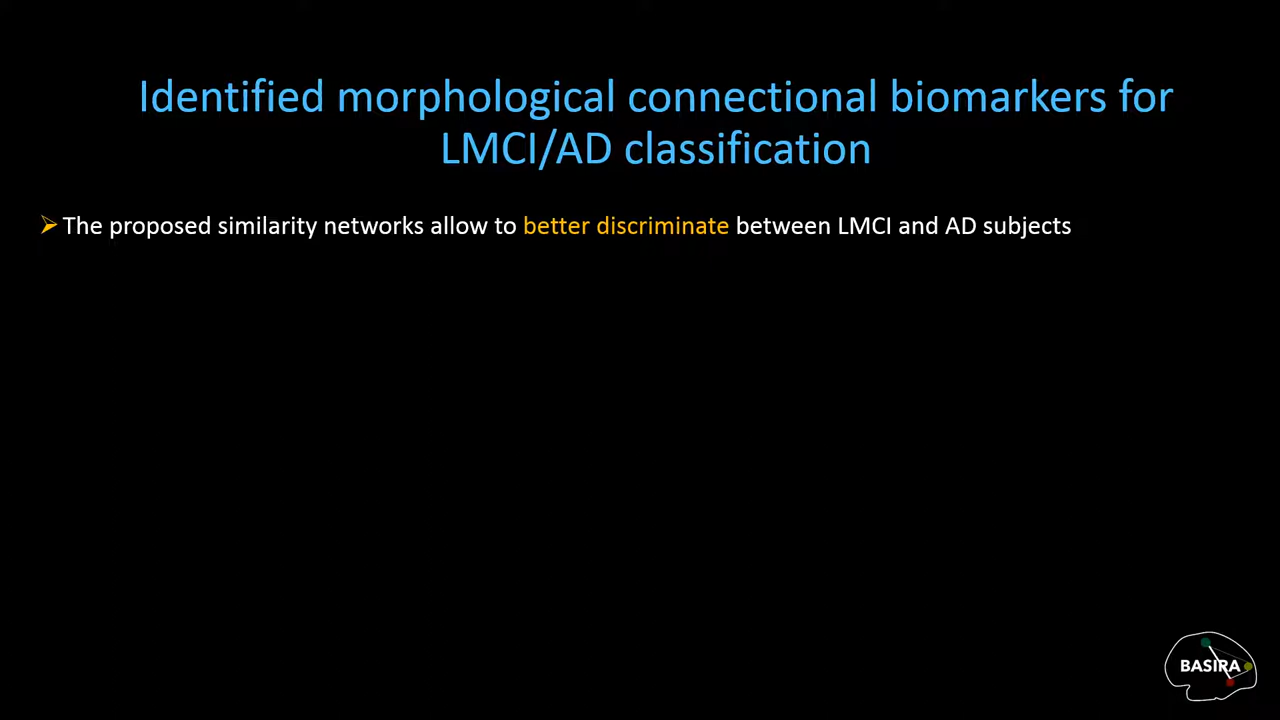 Identified morphological connectional biomarkers for
LMCI/AD classification
The proposed similarity networks allow to better discriminate between LMCI and AD subjects
BASIRA